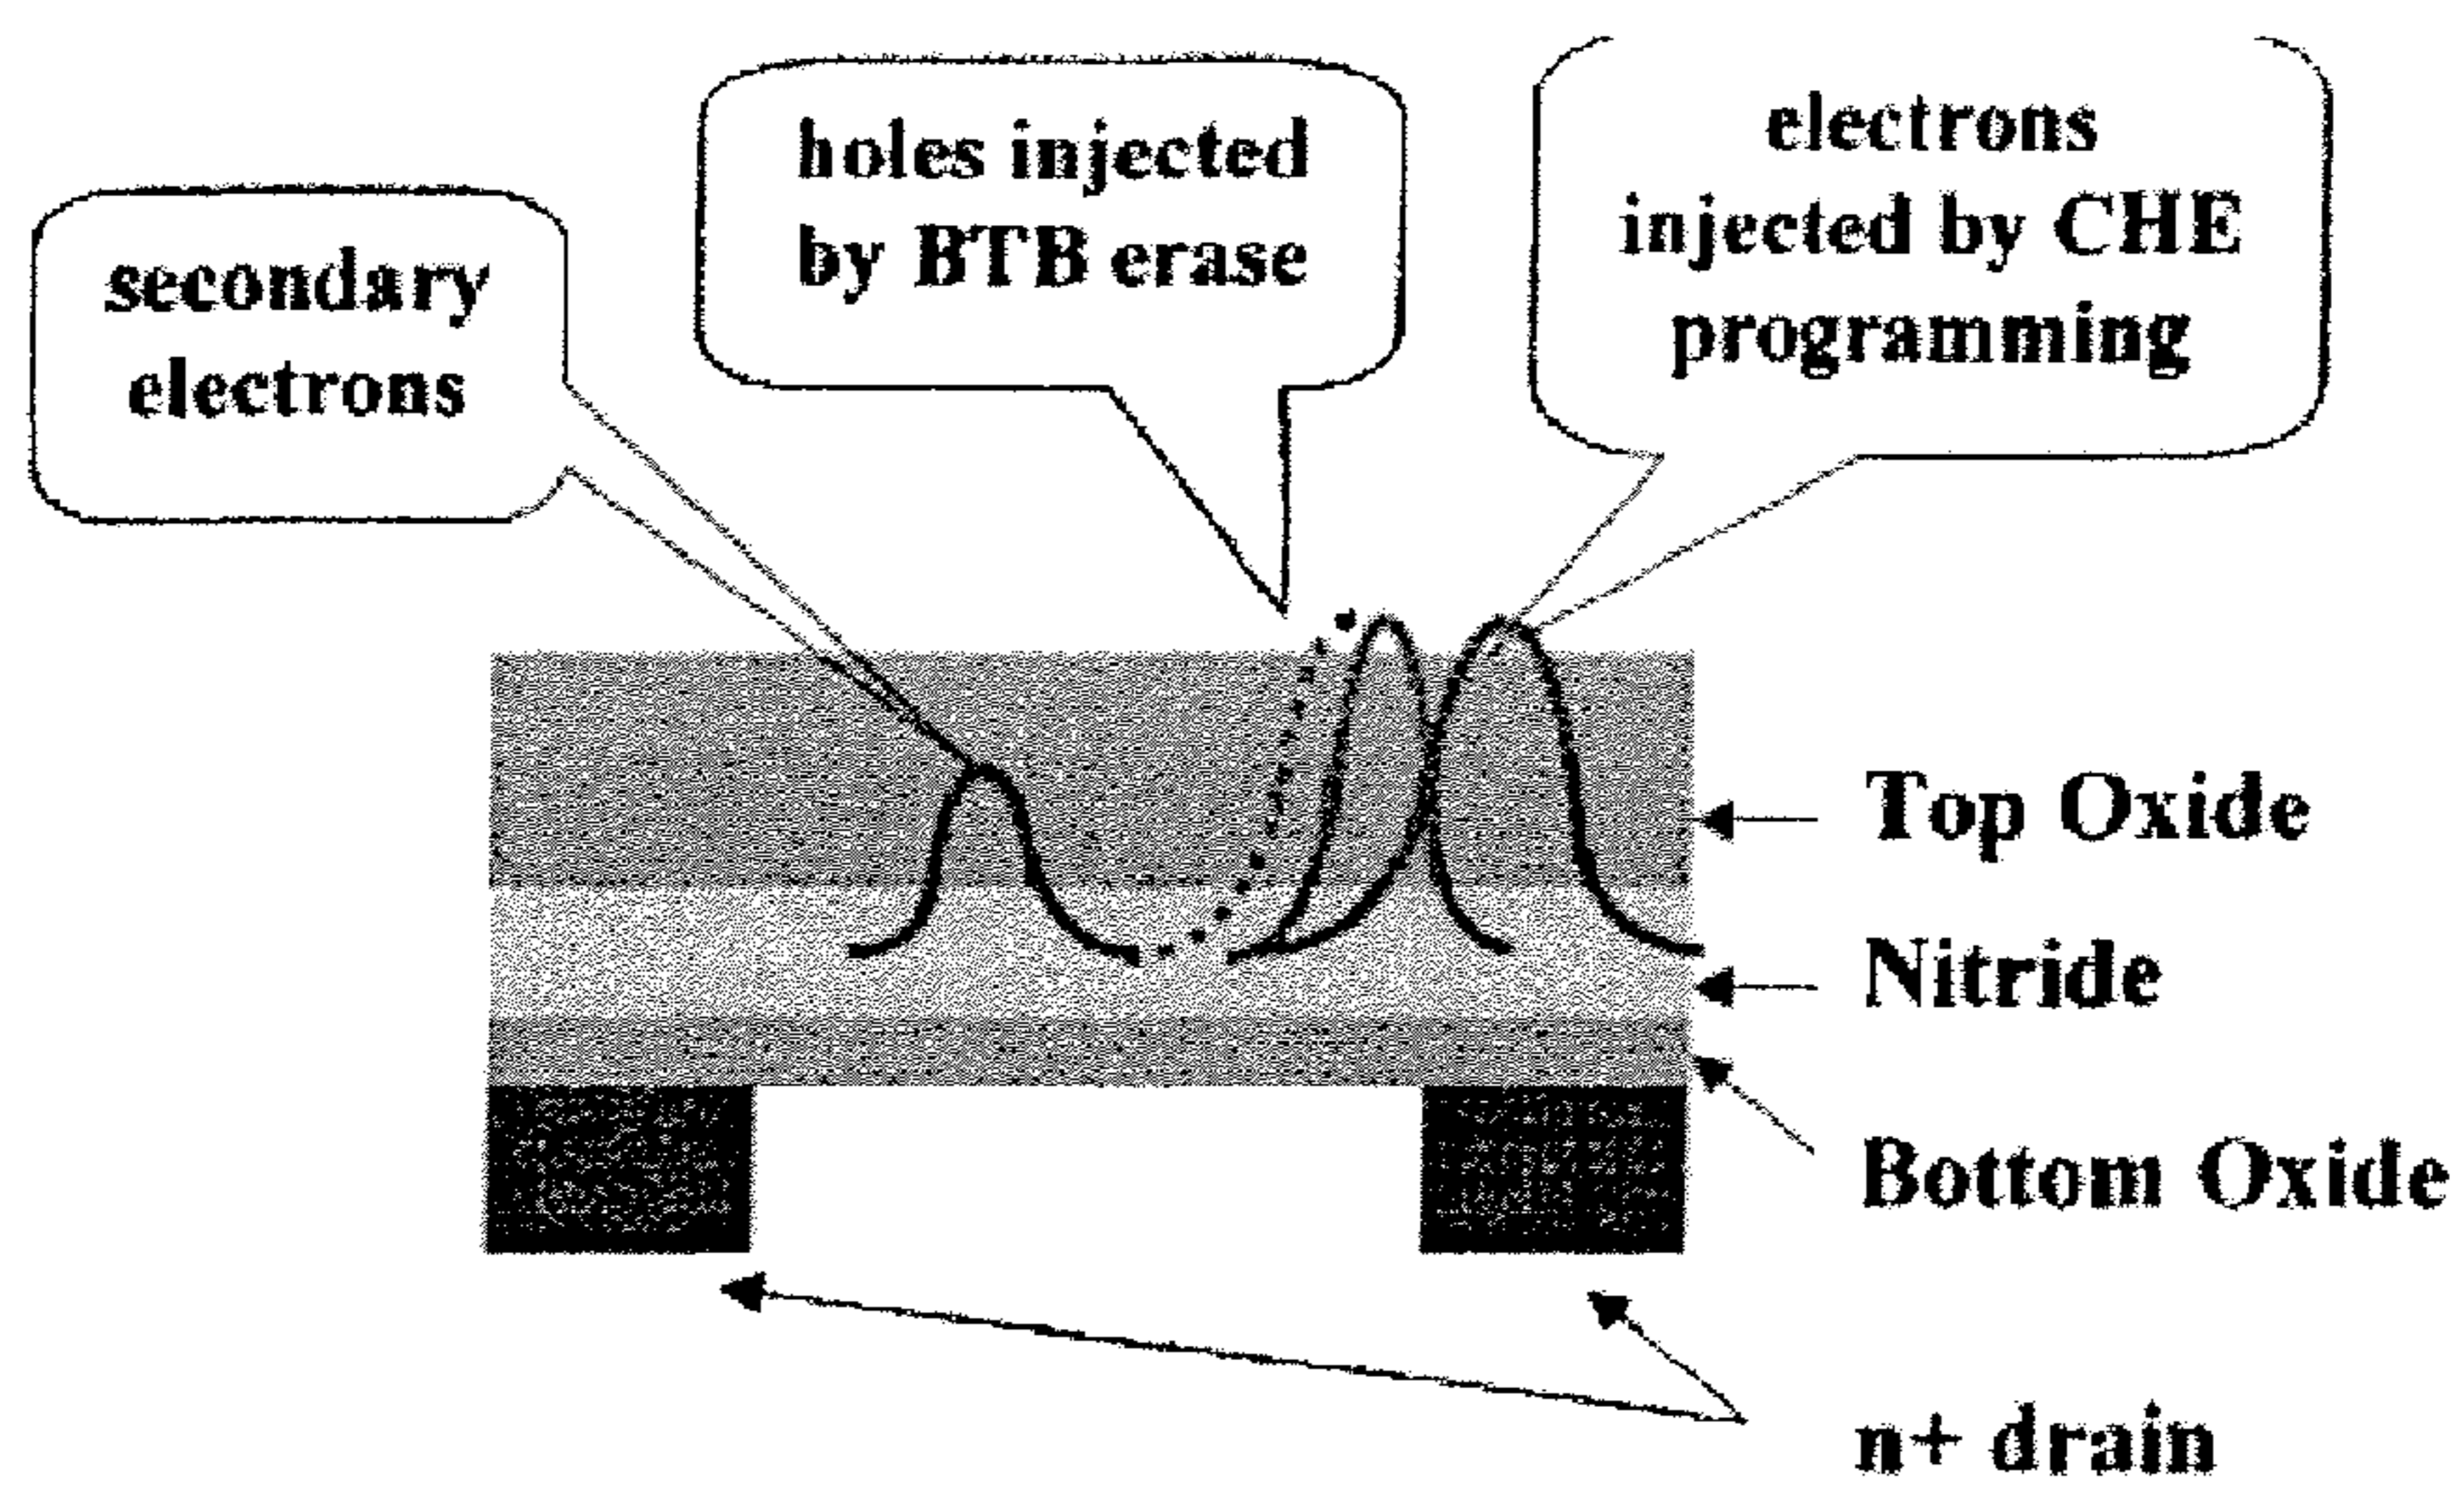 secondary
electrons
holes injected
by BTB erase
electrons
injected by CHE
programming
Top Oxide
Nitride
Bottom Oxide
n+ drain